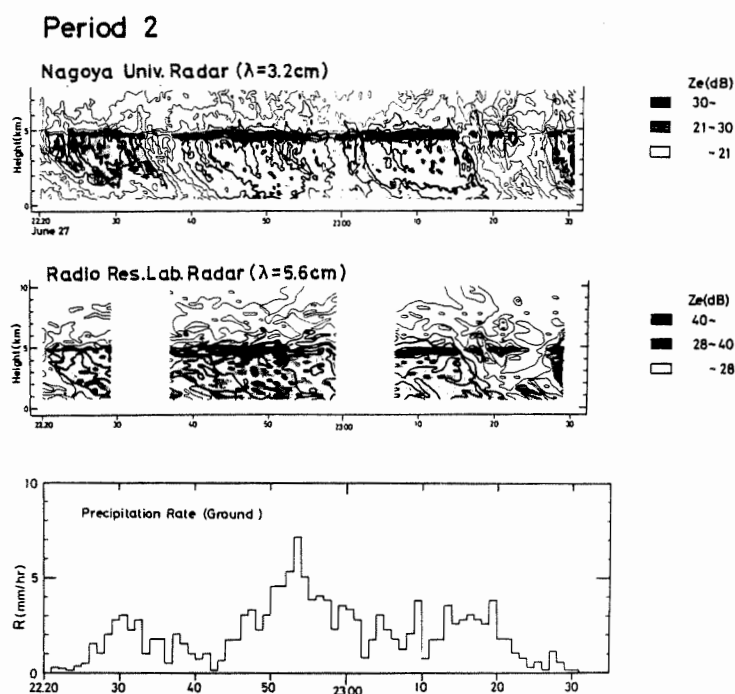 Period 2
Nagoya Univ. Radar (λ=3.2cm)
Height(km)
5
0
22.20 30 40 50 23.00 10 20 30
June 27
Ze(dB)
30~
21~30
~21
Radio Res.Lab.Radar (λ=5.6cm)
Height(km)
10
5
0
22.20 30 40 50 23.00 10 20 30
Ze(dB)
40~
28~40
~28
Precipitation Rate (Ground)
R (mm/hr)
10
5
0
22.20 30 40 50 23.00 10 20 30